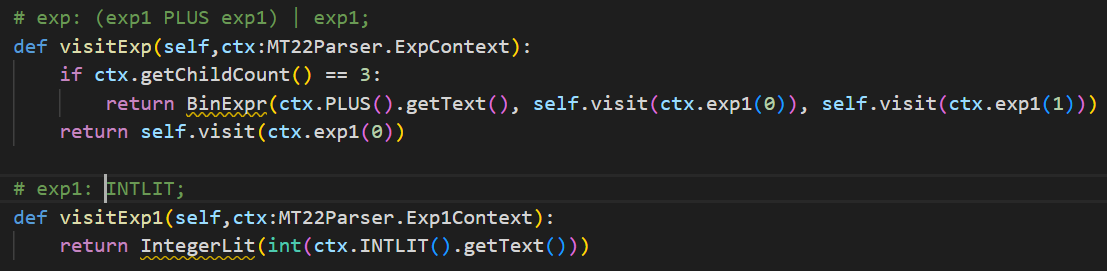 # exp: (exp1 PLUS exp1) | exp1;
def visitExp(self,ctx:MT22Parser.ExpContext):
    if ctx.getChildCount() == 3:
        return BinExpr(ctx.PLUS().getText(), self.visit(ctx.exp1(0)), self.visit(ctx.exp1(1)))
    return self.visit(ctx.exp1(0))

# exp1: INTLIT;
def visitExp1(self,ctx:MT22Parser.Exp1Context):
    return IntegerLit(int(ctx.INTLIT().getText()))